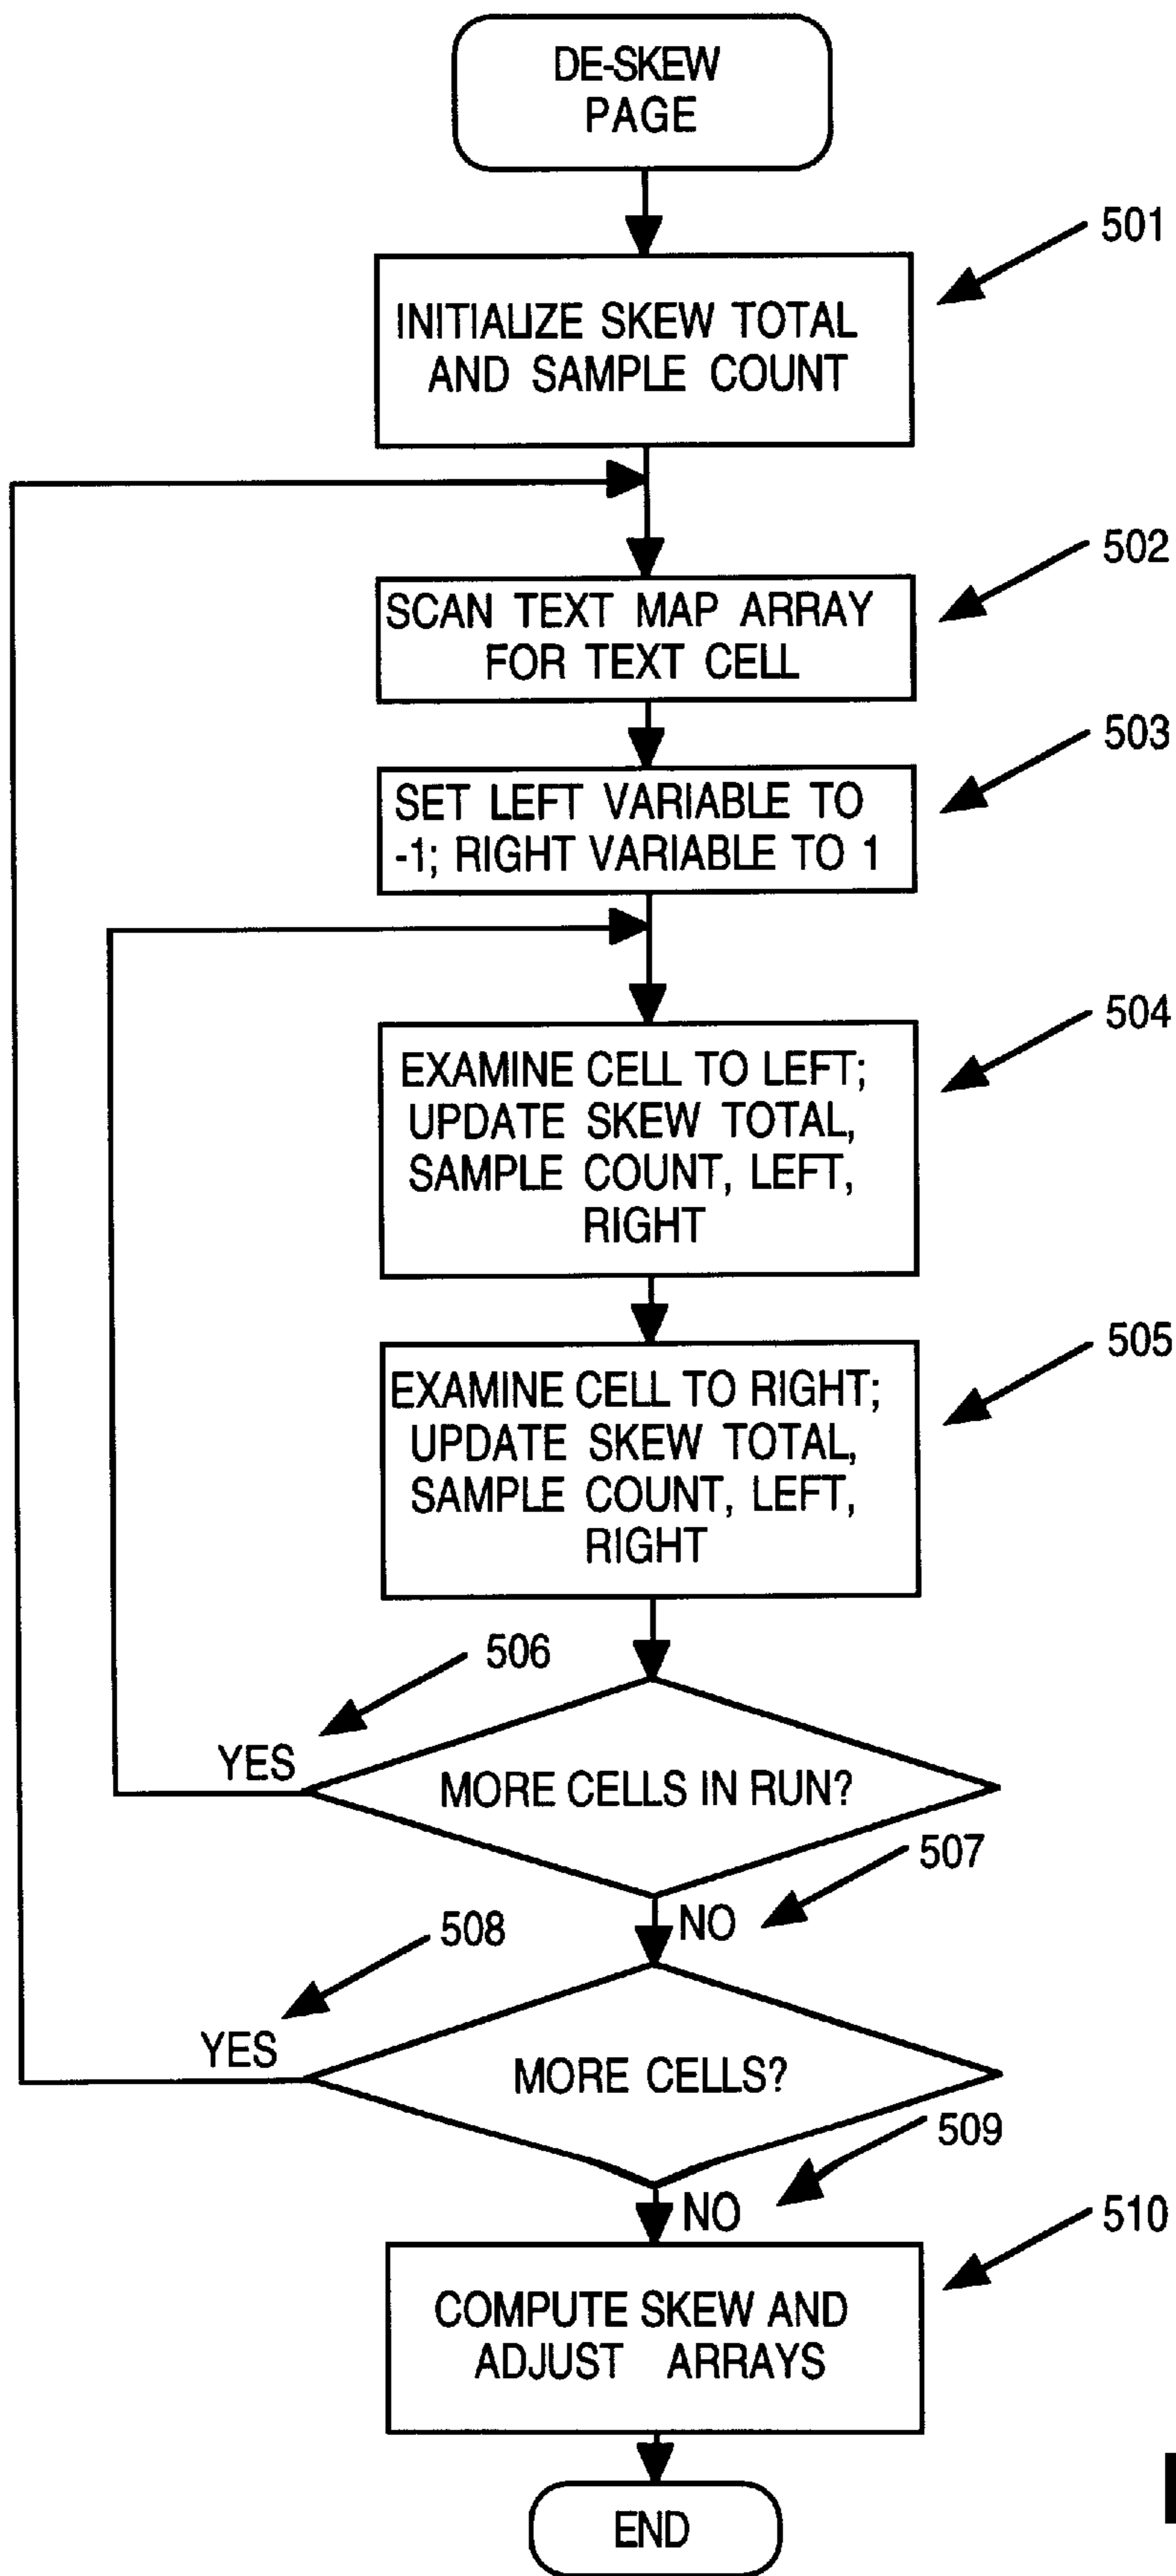 DE-SKEW
PAGE
501
INITIALIZE SKEW TOTAL
AND SAMPLE COUNT
502
SCAN TEXT MAP ARRAY
FOR TEXT CELL
503
SET LEFT VARIABLE TO
-1; RIGHT VARIABLE TO 1
504
EXAMINE CELL TO LEFT;
UPDATE SKEW TOTAL,
SAMPLE COUNT, LEFT,
RIGHT
505
EXAMINE CELL TO RIGHT;
UPDATE SKEW TOTAL,
SAMPLE COUNT, LEFT,
RIGHT
506
YES
MORE CELLS IN RUN?
507
NO
508
YES
MORE CELLS?
509
NO
510
COMPUTE SKEW AND
ADJUST ARRAYS
END